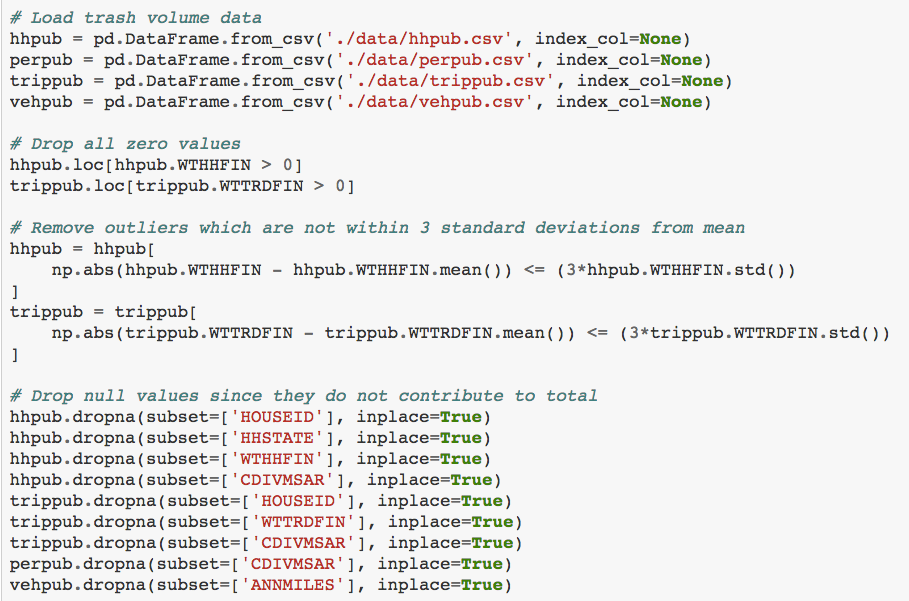 # Load trash volume data
hhpub = pd.DataFrame.from_csv('./data/hhpub.csv', index_col=None)
perpub = pd.DataFrame.from_csv('./data/perpub.csv', index_col=None)
trippub = pd.DataFrame.from_csv('./data/trippub.csv', index_col=None)
vehpub = pd.DataFrame.from_csv('./data/vehpub.csv', index_col=None)

# Drop all zero values
hhpub.loc[hhpub.WTHHFIN > 0]
trippub.loc[trippub.WTTRDFIN > 0]

# Remove outliers which are not within 3 standard deviations from mean
hhpub = hhpub[
    np.abs(hhpub.WTHHFIN - hhpub.WTHHFIN.mean()) <= (3*hhpub.WTHHFIN.std())
]
trippub = trippub[
    np.abs(trippub.WTTRDFIN - trippub.WTTRDFIN.mean()) <= (3*trippub.WTTRDFIN.std())
]

# Drop null values since they do not contribute to total
hhpub.dropna(subset=['HOUSEID'], inplace=True)
hhpub.dropna(subset=['HHSTATE'], inplace=True)
hhpub.dropna(subset=['WTHHFIN'], inplace=True)
hhpub.dropna(subset=['CDIVMSAR'], inplace=True)
trippub.dropna(subset=['HOUSEID'], inplace=True)
trippub.dropna(subset=['WTTRDFIN'], inplace=True)
trippub.dropna(subset=['CDIVMSAR'], inplace=True)
perpub.dropna(subset=['CDIVMSAR'], inplace=True)
vehpub.dropna(subset=['ANNMILES'], inplace=True)